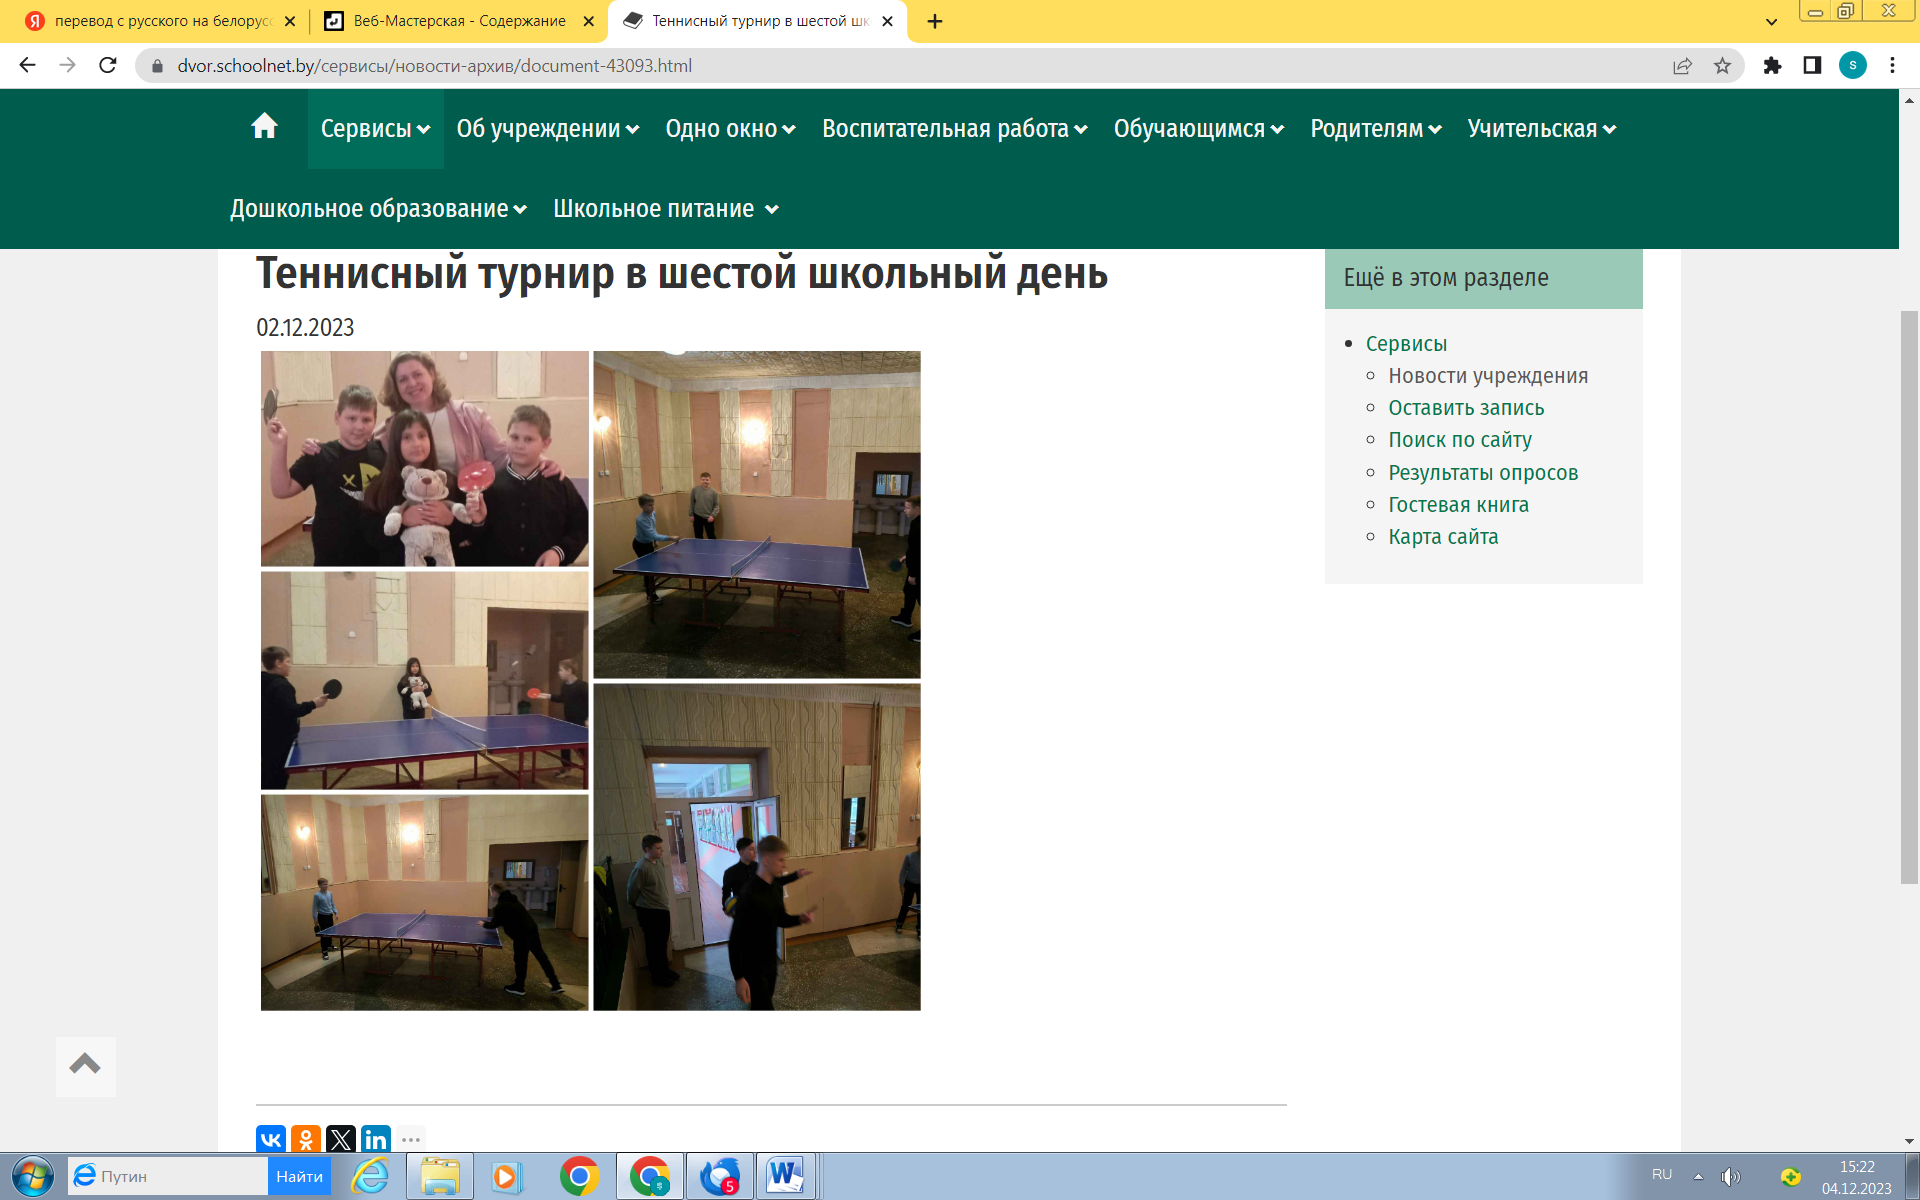 перевод с русского на белорус
Веб-Мастерская - Содержание
Теннисный турнир в шестой шк
dvor.schoolnet.by/сервисы/новости-архив/document-43093.html
s
Сервисы Об учреждении Одно окно Воспитательная работа Обучающимся Родителям Учительская
Дошкольное образование Школьное питание
Теннисный турнир в шестой школьный день
02.12.2023
Ещё в этом разделе
Сервисы
Новости учреждения
Оставить запись
Поиск по сайту
Результаты опросов
Гостевая книга
Карта сайта
Путин
Найти
5
RU
15:22
04.12.2023